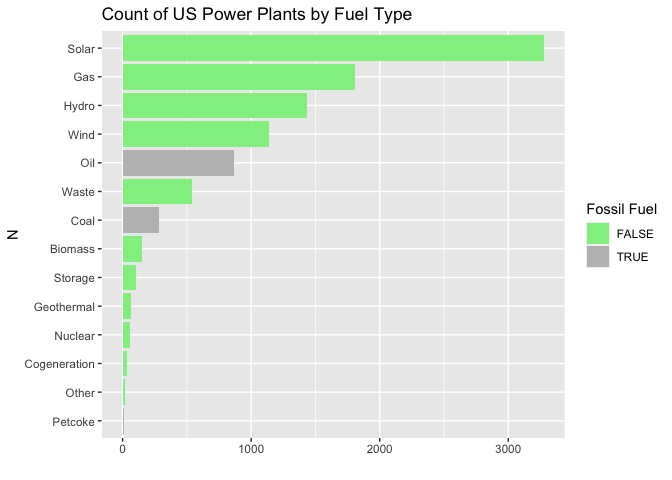 Count of US Power Plants by Fuel Type
N
Solar
Gas
Hydro
Wind
Oil
Waste
Coal
Biomass
Storage
Geothermal
Nuclear
Cogeneration
Other
Petcoke
0 1000 2000 3000
Fossil Fuel
FALSE
TRUE